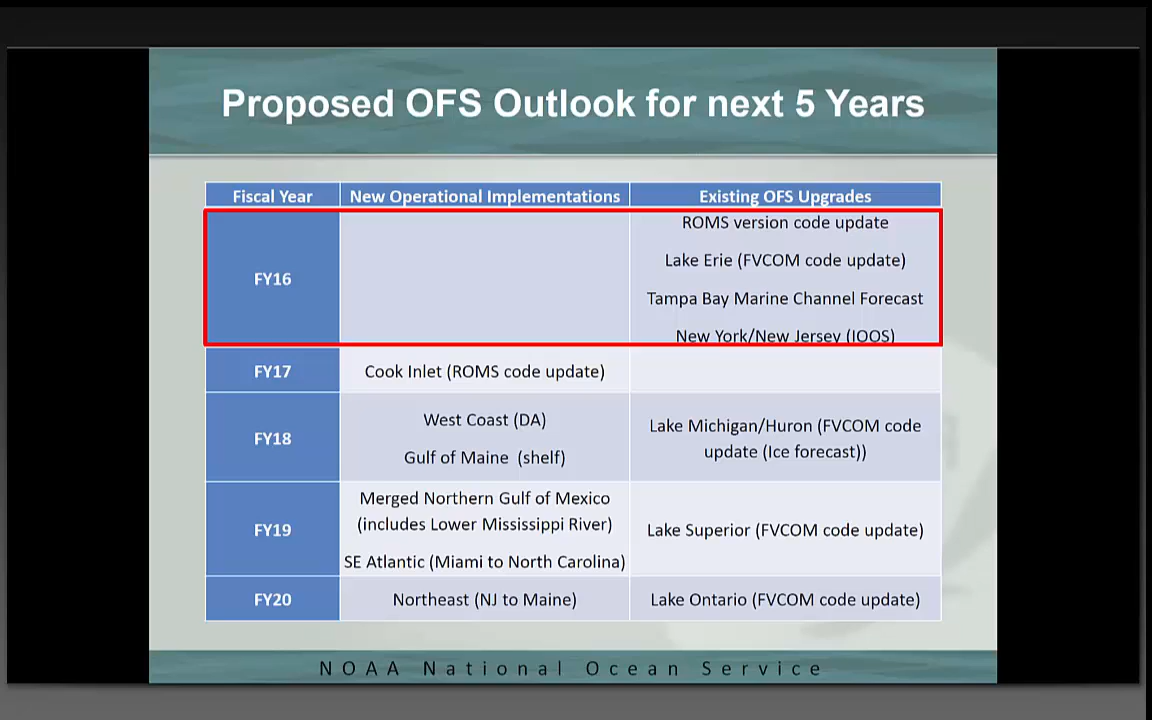 Proposed OFS Outlook for next 5 Years
Fiscal Year New Operational Implementations Existing OFS Upgrades
FY16
ROMS version code update
Lake Erie (FVCOM code update)
Tampa Bay Marine Channel Forecast
New York/New Jersey (IOOS)
FY17 Cook Inlet (ROMS code update)
FY18
West Coast (DA)
Gulf of Maine (shelf)
Lake Michigan/Huron (FVCOM code
update (Ice forecast))
FY19
Merged Northern Gulf of Mexico
(includes Lower Mississippi River)
SE Atlantic (Miami to North Carolina)
Lake Superior (FVCOM code update)
FY20 Northeast (NJ to Maine) Lake Ontario (FVCOM code update)
NOAA National Ocean Service